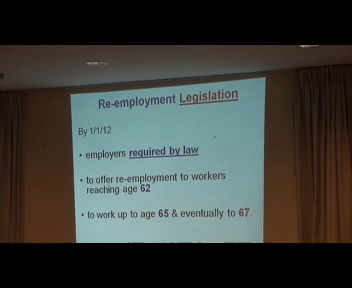 Re-employment Legislation
By 1/1/12
• employers required by law
• to offer re-employment to workers
reaching age 62
• to work up to age 65 & eventually to 67.